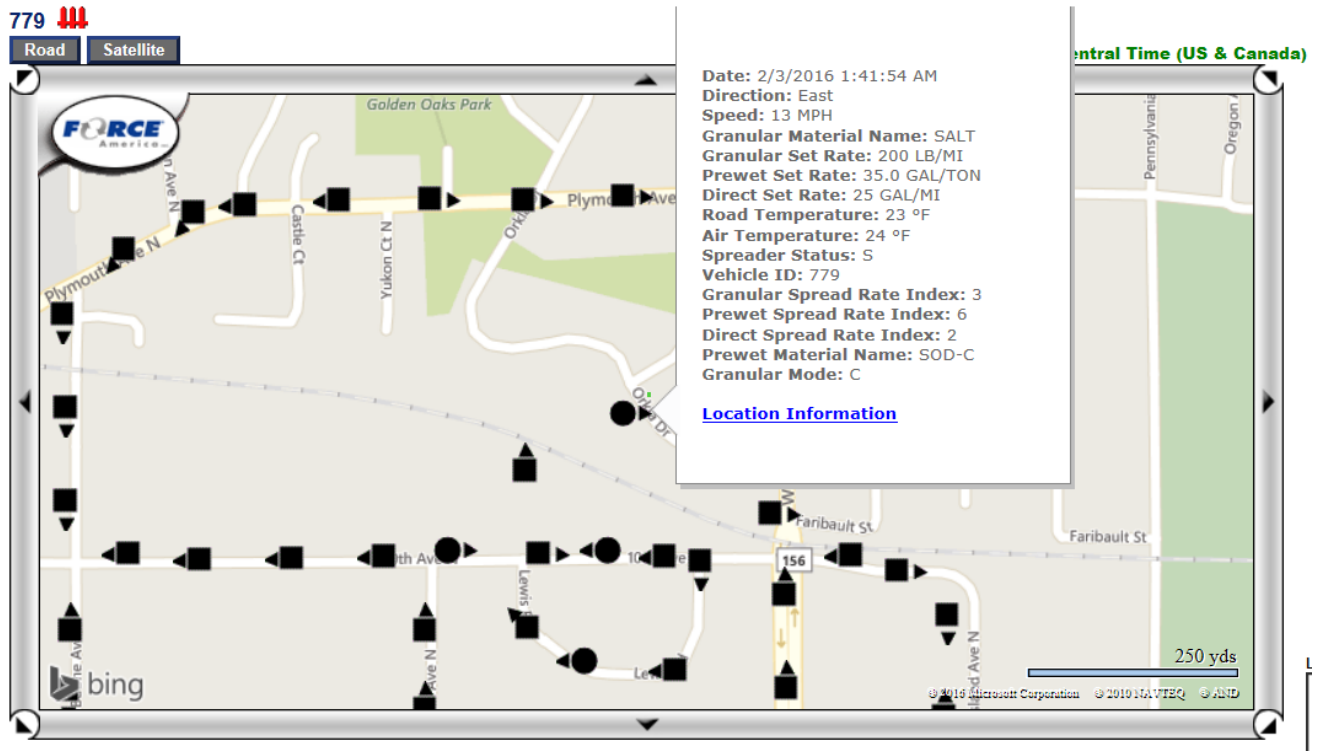 779
Road
Satellite
entral Time (US & Canada)
FORCE
America
Golden Oaks Park
Plymouth Ave N
Castle Ct
Yukon Ct N
Pennsylvania
Oregon
Date: 2/3/2016 1:41:54 AM
Direction: East
Speed: 13 MPH
Granular Material Name: SALT
Granular Set Rate: 200 LB/MI
Prewet Set Rate: 35.0 GAL/TON
Direct Set Rate: 25 GAL/MI
Road Temperature: 23 °F
Air Temperature: 24 °F
Spreader Status: S
Vehicle ID: 779
Granular Spread Rate Index: 3
Prewet Spread Rate Index: 6
Direct Spread Rate Index: 2
Prewet Material Name: SOD-C
Granular Mode: C
Location Information
Dr
Faribault St
Faribault St
156
Lewis
Ave N
Ave N
250 yds
bing
© 2016 Microsoft Corporation © 2010 NAVTEQ © AND